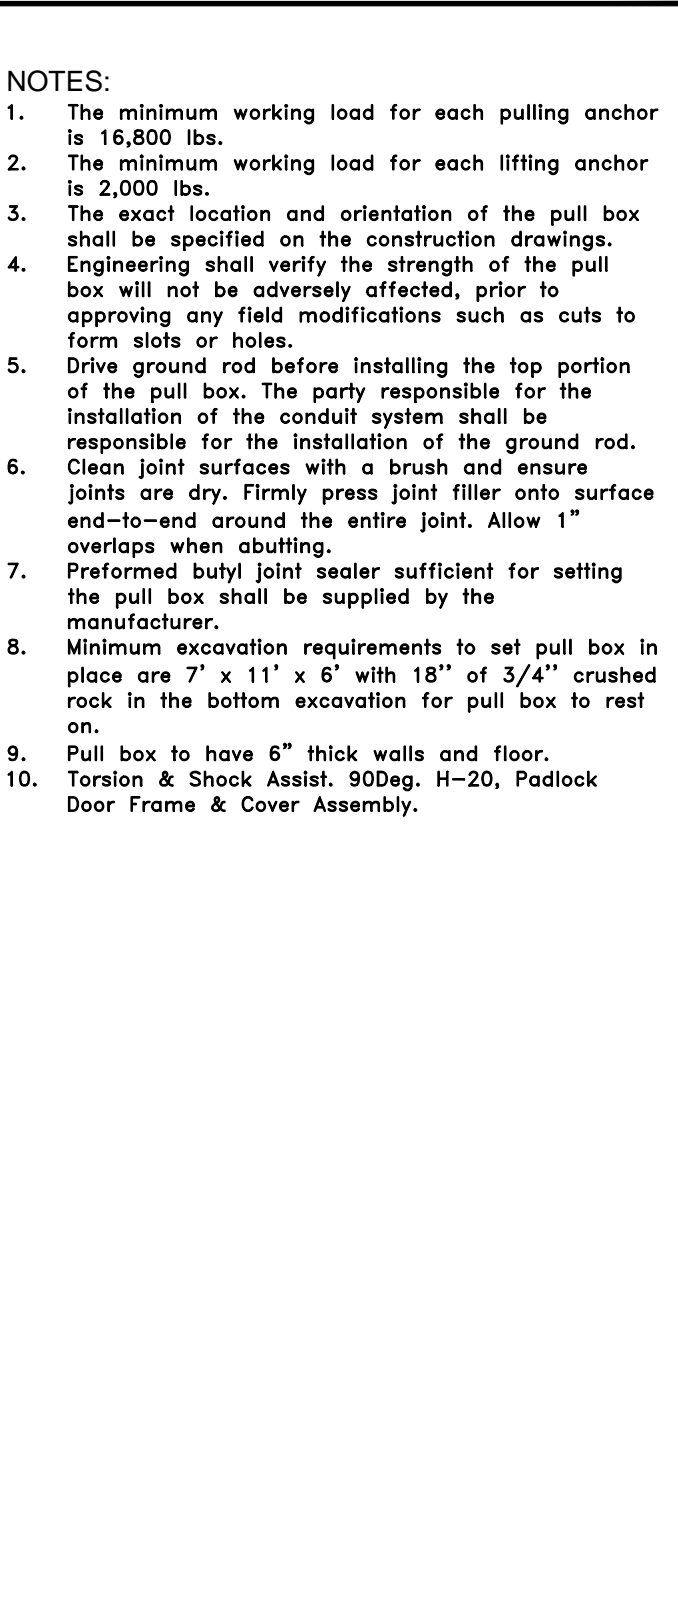 NOTES:
1. The minimum working load for each pulling anchor
is 16,800 lbs.
2. The minimum working load for each lifting anchor
is 2,000 lbs.
3. The exact location and orientation of the pull box
shall be specified on the construction drawings.
4. Engineering shall verify the strength of the pull
box will not be adversely affected, prior to
approving any field modifications such as cuts to
form slots or holes.
5. Drive ground rod before installing the top portion
of the pull box. The party responsible for the
installation of the conduit system shall be
responsible for the installation of the ground rod.
6. Clean joint surfaces with a brush and ensure
joints are dry. Firmly press joint filler onto surface
end-to-end around the entire joint. Allow 1”
overlaps when abutting.
7. Preformed butyl joint sealer sufficient for setting
the pull box shall be supplied by the
manufacturer.
8. Minimum excavation requirements to set pull box in
place are 7’ x 11’ x 6’ with 18’’ of 3/4’’ crushed
rock in the bottom excavation for pull box to rest
on.
9. Pull box to have 6” thick walls and floor.
10. Torsion & Shock Assist. 90Deg. H-20, Padlock
Door Frame & Cover Assembly.